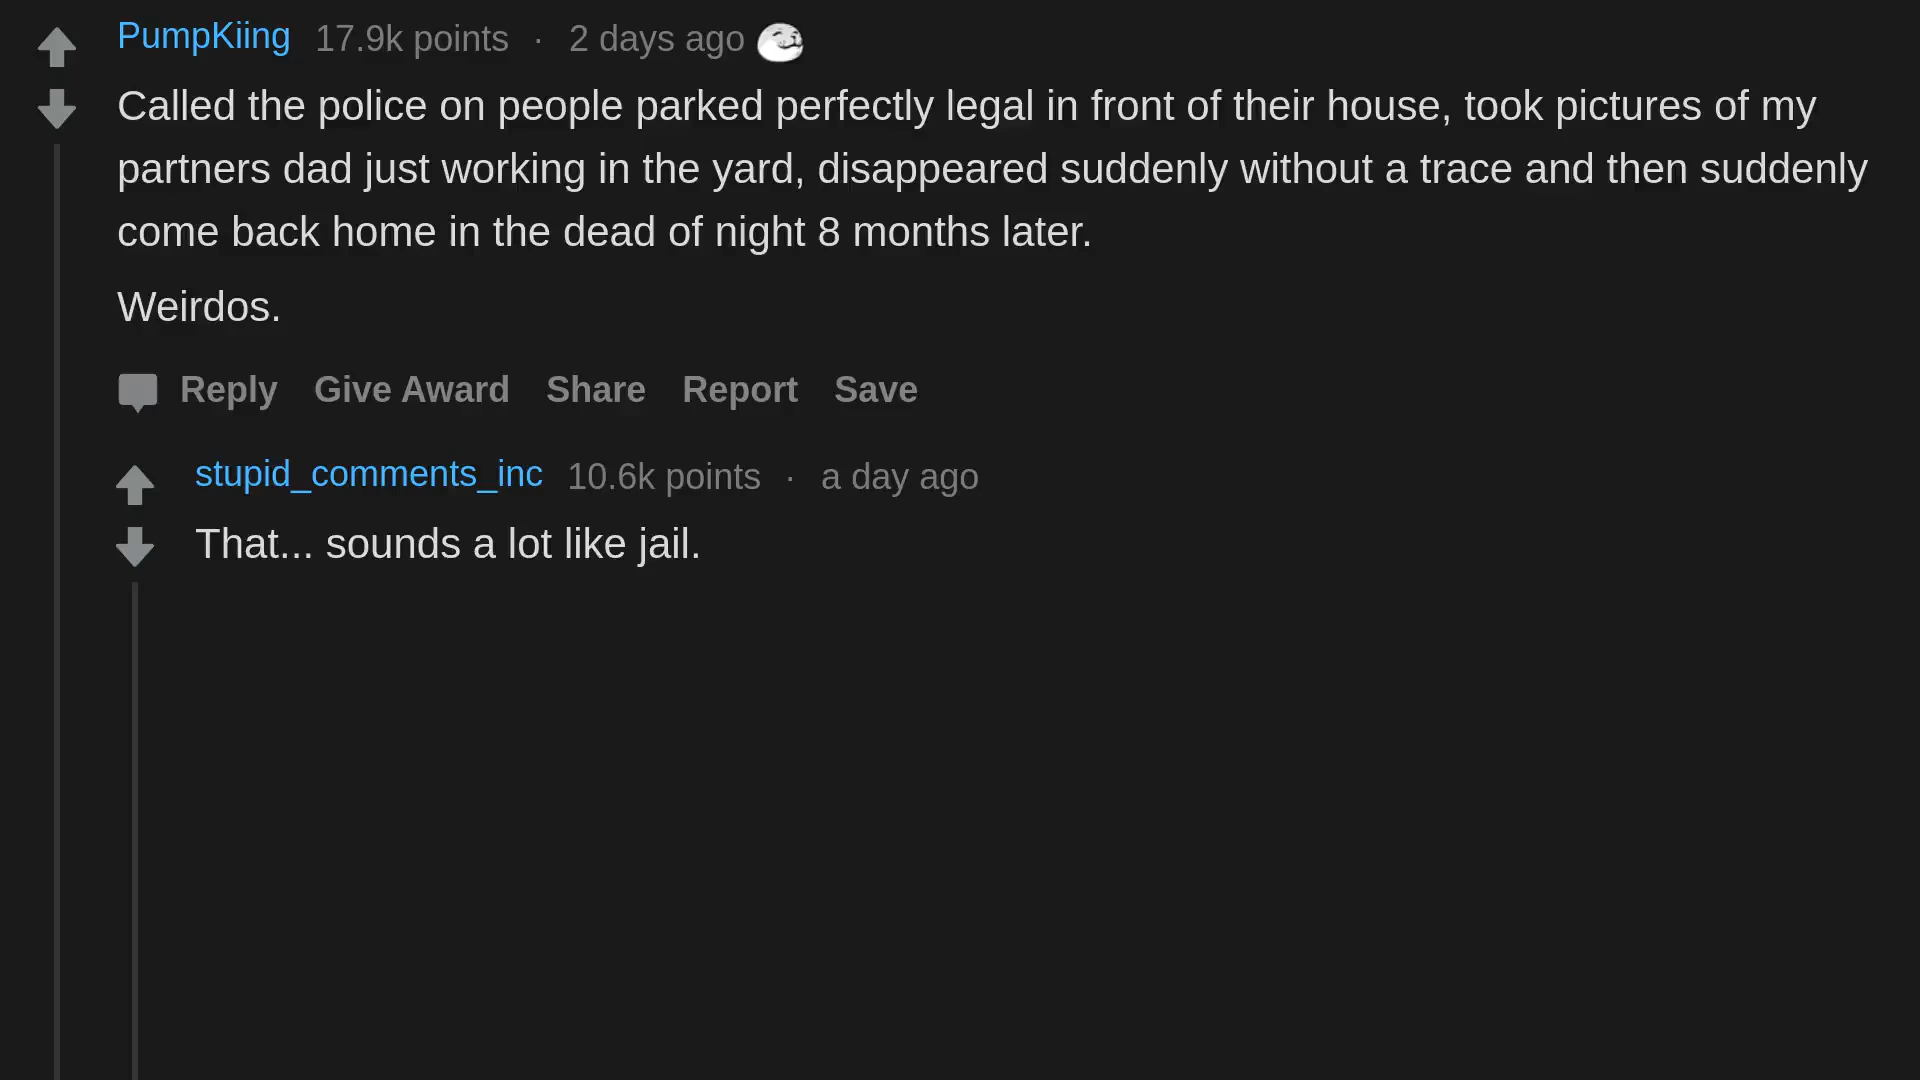 PumpKiing 17.9k points · 2 days ago
Called the police on people parked perfectly legal in front of their house, took pictures of my
partners dad just working in the yard, disappeared suddenly without a trace and then suddenly
come back home in the dead of night 8 months later.
Weirdos.
Reply Give Award Share Report Save
stupid_comments_inc 10.6k points · a day ago
That... sounds a lot like jail.